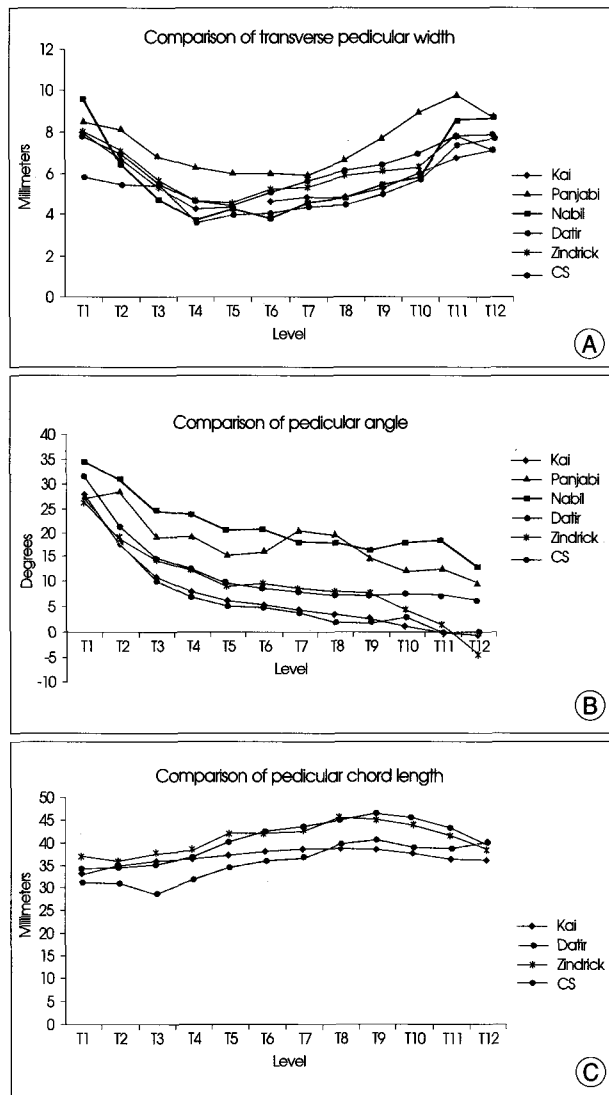 Comparison of transverse pedicular width
12
10
8
6
4
2
0
Millimeters
T1 T2 T3 T4 T5 T6 T7 T8 T9 T10 T11 T12
Level
Kai
Panjabi
Nabil
Datir
Zindrick
CS
A
Comparison of pedicular angle
40
35
30
25
20
15
10
5
0
-5
-10
Degrees
T1 T2 T3 T4 T5 T6 T7 T8 T9 T10 T11 T12
Level
Kai
Panjabi
Nabil
Datir
Zindrick
CS
B
Comparison of pedicular chord length
50
45
40
35
30
25
20
15
10
5
0
Millimeters
T1 T2 T3 T4 T5 T6 T7 T8 T9 T10 T11 T12
Level
Kai
Datir
Zindrick
CS
C